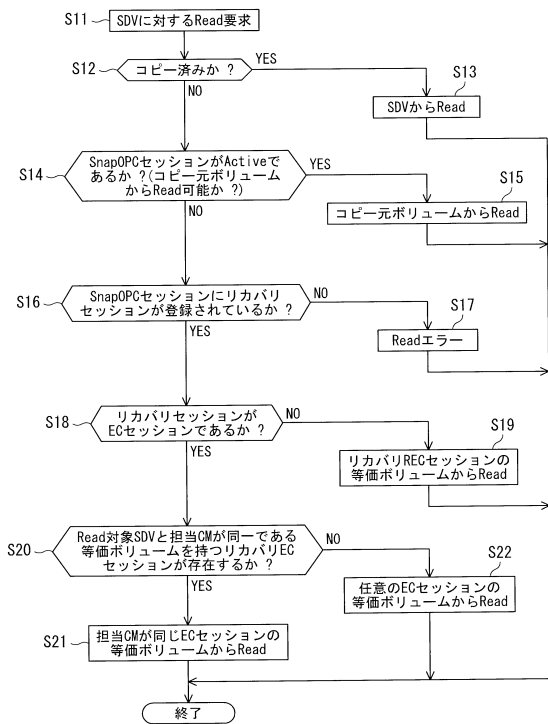 S11
SDVに対するRead要求
S12
コピー済みか ?
YES
NO
S13
SDVからRead
S14
SnapOPCセッションがActiveで
あるか ?(コピー元ボリューム
からRead可能か ?)
YES
NO
S15
コピー元ボリュームからRead
S16
SnapOPCセッションにリカバリ
セッションが登録されているか ?
NO
YES
S17
Readエラー
S18
リカバリセッションが
ECセッションであるか ?
NO
YES
S19
リカバリRECセッションの
等価ボリュームからRead
S20
Read対象SDVと担当CMが同一である
等価ボリュームを持つリカバリEC
セッションが存在するか ?
NO
YES
S22
任意のECセッションの
等価ボリュームからRead
S21
担当CMが同じECセッションの
等価ボリュームからRead
終了